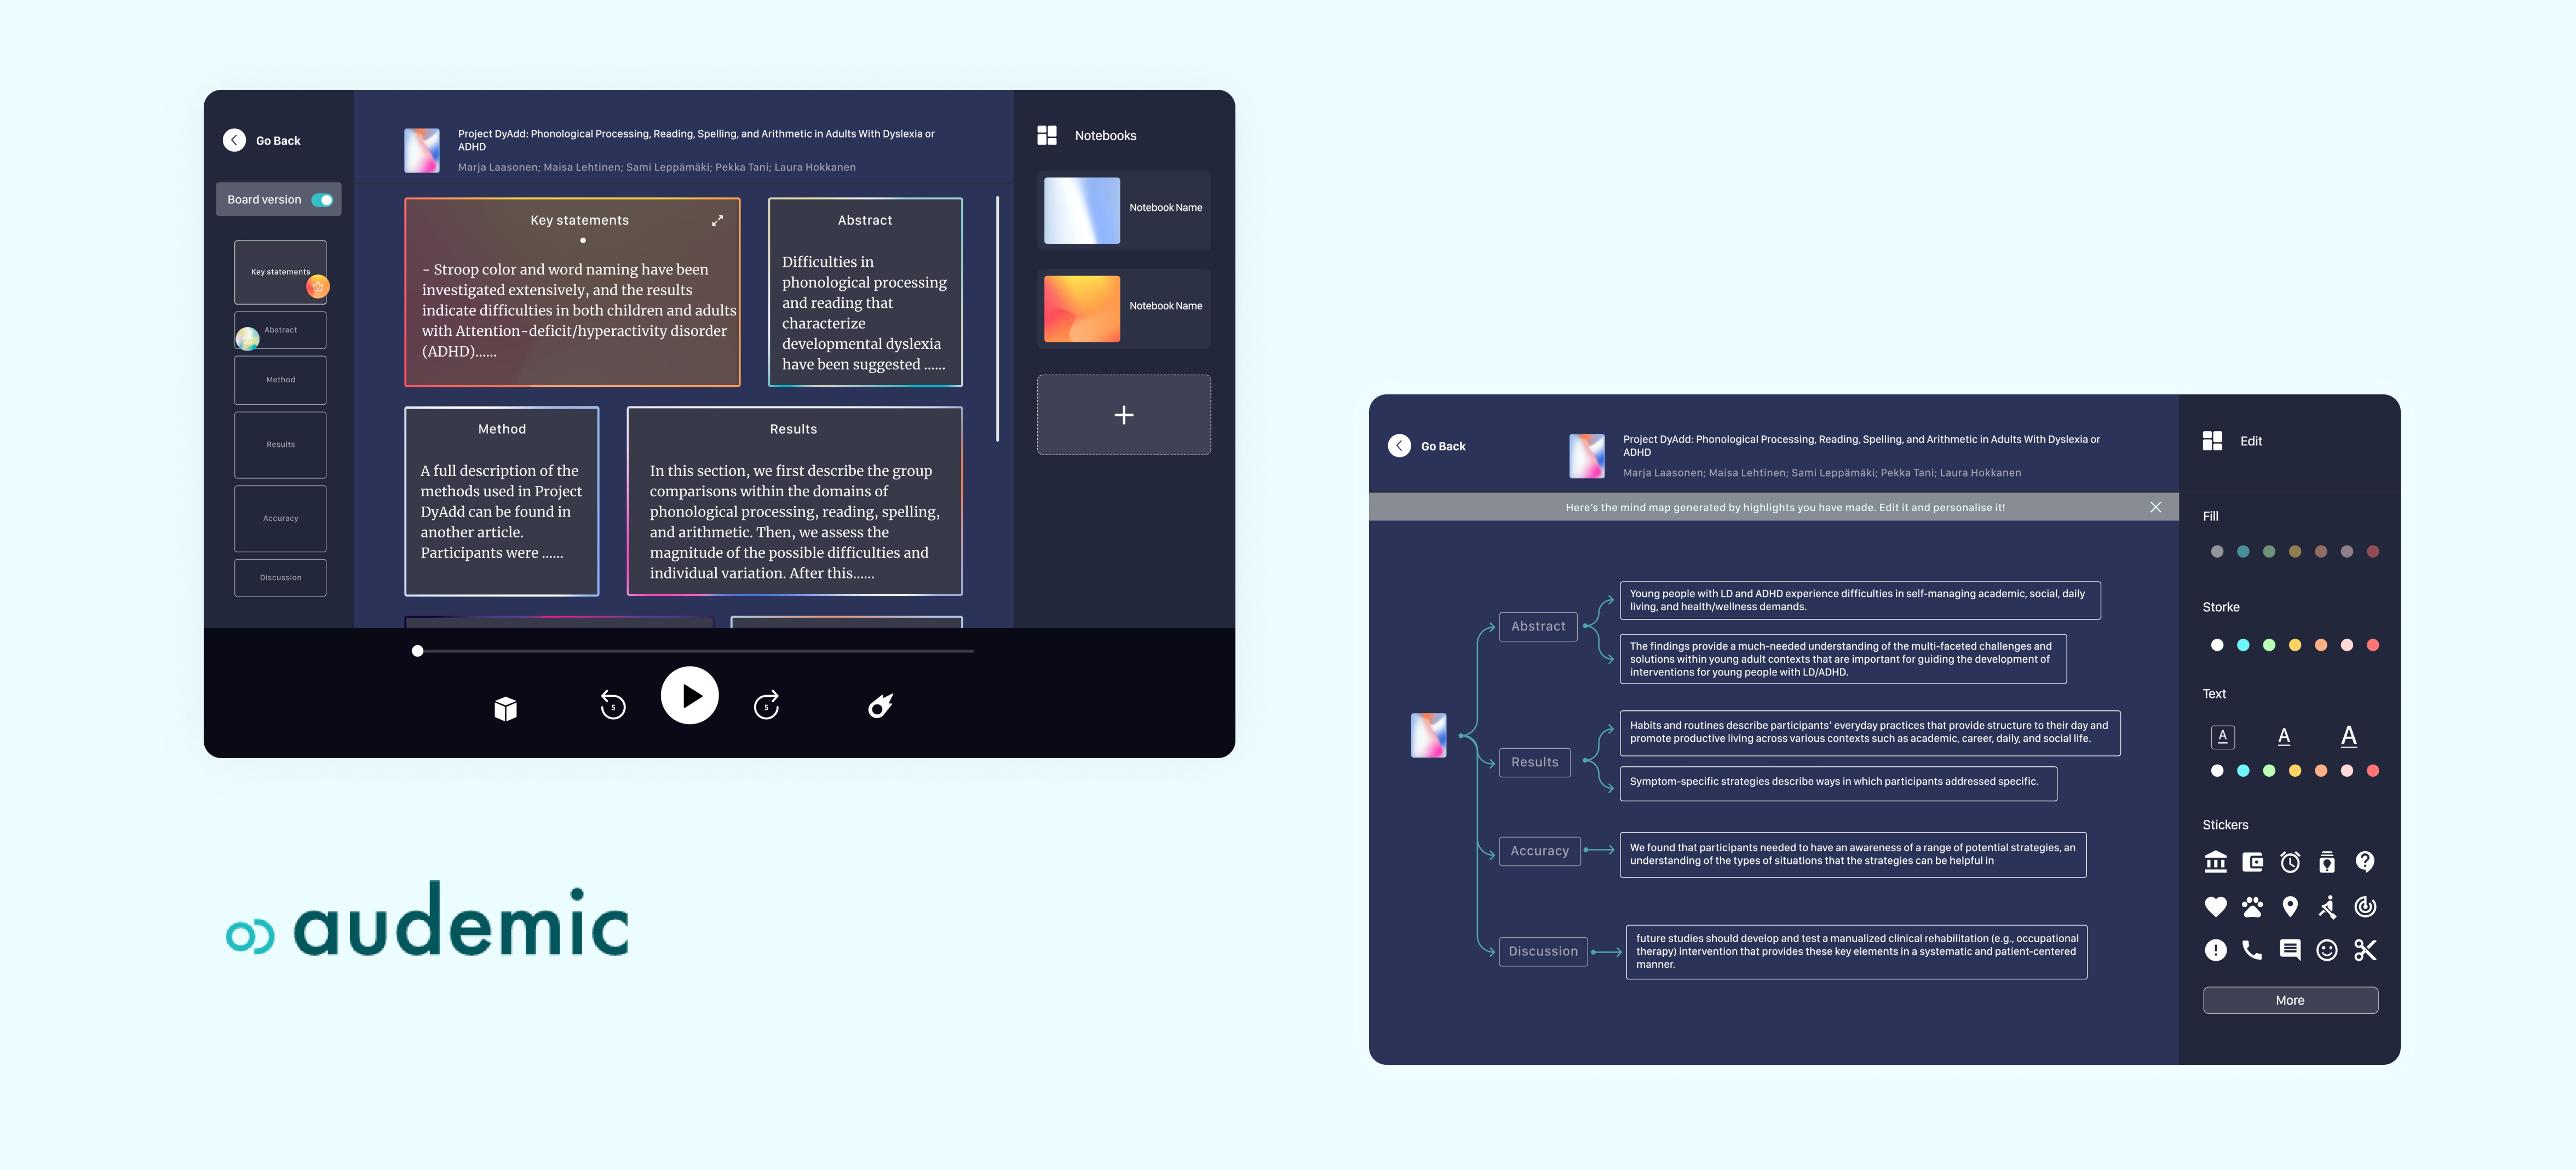 Go Back
Board version
Key statements
Abstract
Method
Results
Accuracy
Discussion
Project DyAdd: Phonological Processing, Reading, Spelling, and Arithmetic in Adults With Dyslexia or
ADHD
Marja Laasonen; Maisa Lehtinen; Sami Leppämäki; Pekka Tani; Laura Hokkanen
Key statements
- Stroop color and word naming have been
investigated extensively, and the results
indicate difficulties in both children and adults
with Attention-deficit/hyperactivity disorder
(ADHD)......
Abstract
Difficulties in
phonological processing
and reading that
characterize
developmental dyslexia
have been suggested ......
Method
A full description of the
methods used in Project
DyAdd can be found in
another article.
Participants were ......
Results
In this section, we first describe the group
comparisons within the domains of
phonological processing, reading, spelling,
and arithmetic. Then, we assess the
magnitude of the possible difficulties and
individual variation. After this......
Notebooks
Notebook Name
Notebook Name
5
5
audemic
Go Back
Project DyAdd: Phonological Processing, Reading, Spelling, and Arithmetic in Adults With Dyslexia or
ADHD
Marja Laasonen; Maisa Lehtinen; Sami Leppämäki; Pekka Tani; Laura Hokkanen
Here's the mind map generated by highlights you have made. Edit it and personalise it!
Abstract
Young people with LD and ADHD experience difficulties in self-managing academic, social, daily
living, and health/wellness demands.
The findings provide a much-needed understanding of the multi-faceted challenges and
solutions within young adult contexts that are important for guiding the development of
interventions for young people with LD/ADHD.
Results
Habits and routines describe participants' everyday practices that provide structure to their day and
promote productive living across various contexts such as academic, career, daily, and social life.
Symptom-specific strategies describe ways in which participants addressed specific.
Accuracy
We found that participants needed to have an awareness of a range of potential strategies, an
understanding of the types of situations that the strategies can be helpful in
Discussion
future studies should develop and test a manualized clinical rehabilitation (e.g., occupational
therapy) intervention that provides these key elements in a systematic and patient-centered
manner.
Edit
Fill
Storke
Text
A A A
Stickers
More